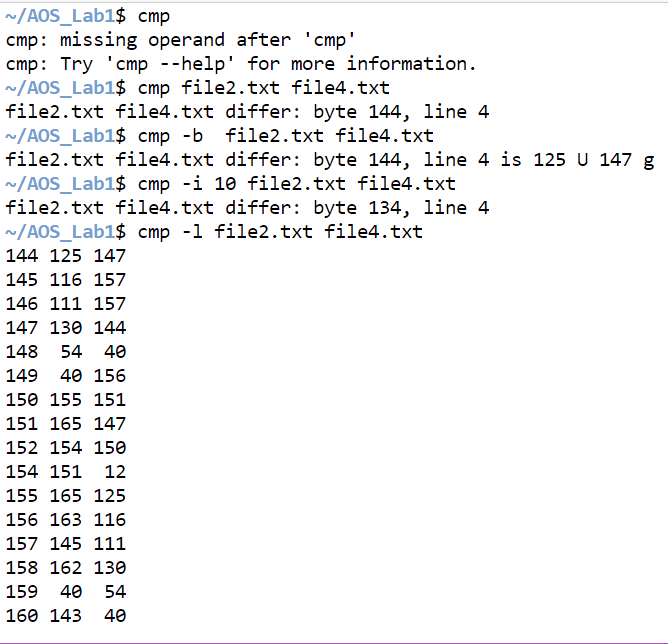 ~/AOS_Lab1$ cmp
cmp: missing operand after 'cmp'
cmp: Try 'cmp --help' for more information.
~/AOS_Lab1$ cmp file2.txt file4.txt
file2.txt file4.txt differ: byte 144, line 4
~/AOS_Lab1$ cmp -b  file2.txt file4.txt
file2.txt file4.txt differ: byte 144, line 4 is 125 U 147 g
~/AOS_Lab1$ cmp -i 10 file2.txt file4.txt
file2.txt file4.txt differ: byte 134, line 4
~/AOS_Lab1$ cmp -l file2.txt file4.txt
144 125 147
145 116 157
146 111 157
147 130 144
148  54  40
149  40 156
150 155 151
151 165 147
152 154 150
154 151  12
155 165 125
156 163 116
157 145 111
158 162 130
159  40  54
160 143  40